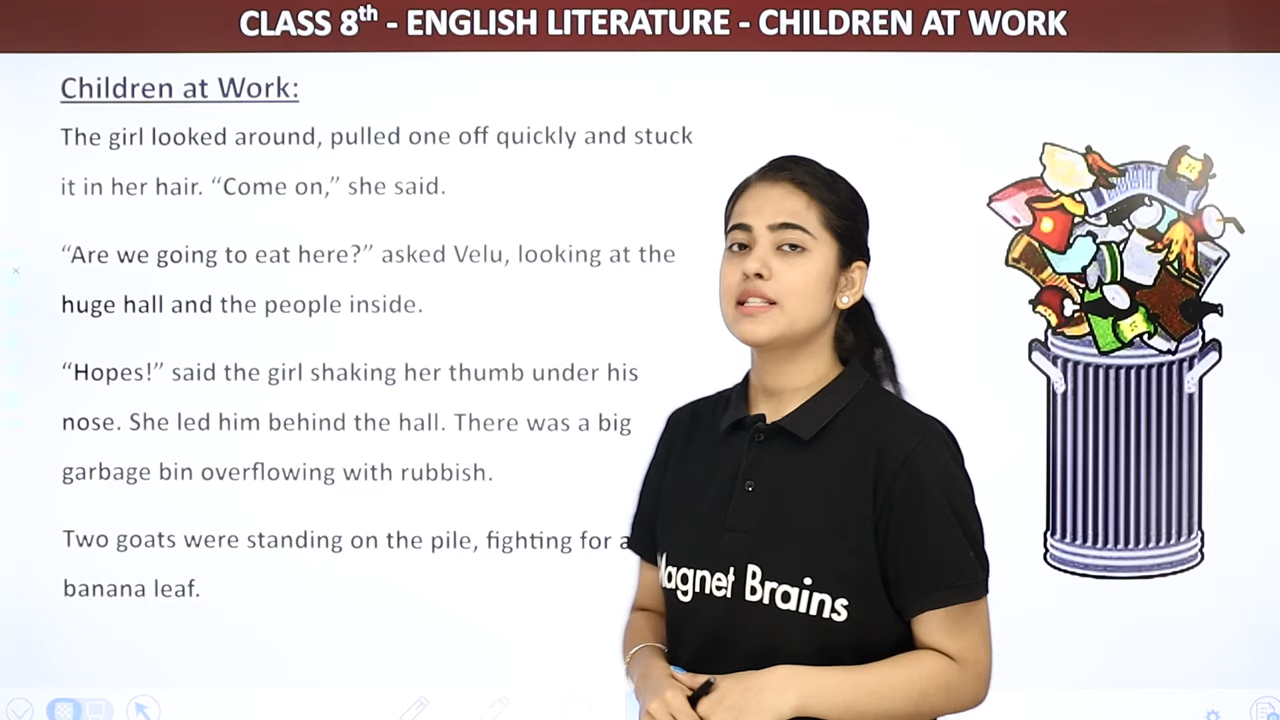 CLASS 8th - ENGLISH LITERATURE - CHILDREN AT WORK
Children at Work:
The girl looked around, pulled one off quickly and stuck
it in her hair. “Come on,” she said.
“Are we going to eat here?” asked Velu, looking at the
huge hall and the people inside.
“Hopes!” said the girl shaking her thumb under his
nose. She led him behind the hall. There was a big
garbage bin overflowing with rubbish.
Two goats were standing on the pile, fighting for a
banana leaf.
Magnet Brains